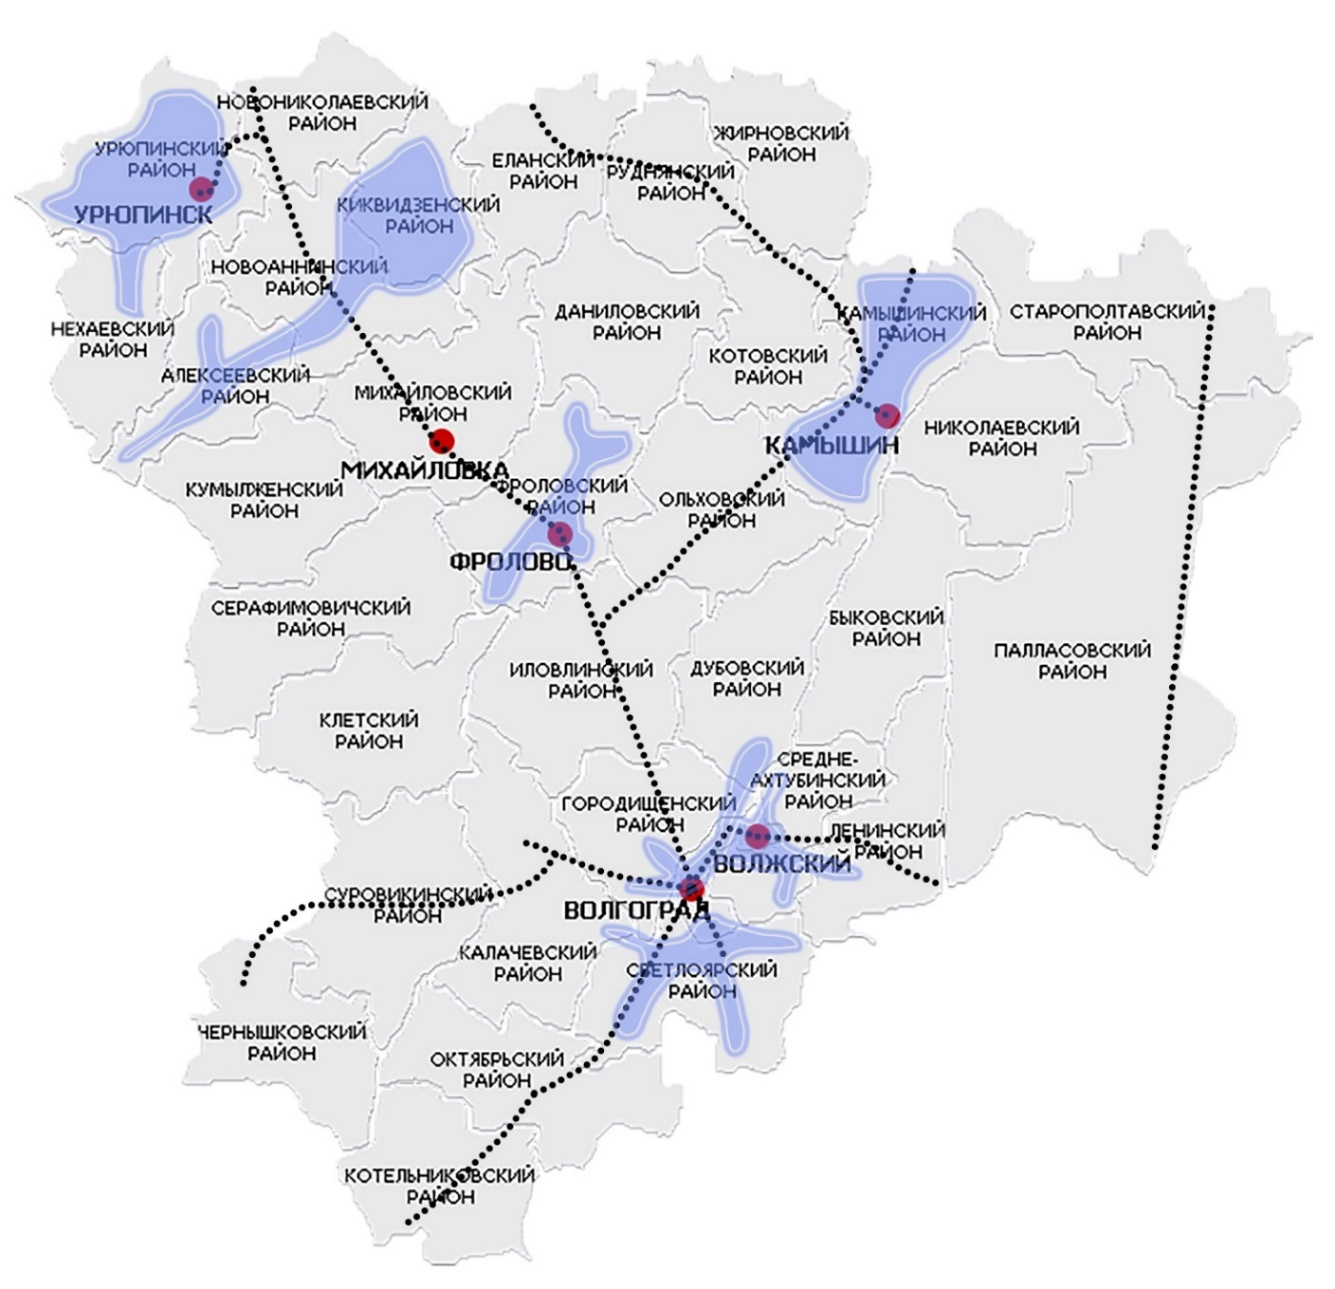 НОВОНИКОЛАЕВСКИЙ
РАЙОН
УРЮПИНСКИЙ
РАЙОН
УРЮПИНСК
ЕЛАНСКИЙ
РАЙОН
РУДНЯНСКИЙ
РАЙОН
ЖИРНОВСКИЙ
РАЙОН
КИКВИДЗЕНСКИЙ
РАЙОН
НОВОАННИНСКИЙ
РАЙОН
НЕХАЕВСКИЙ
РАЙОН
ДАНИЛОВСКИЙ
РАЙОН
КАМЫШИНСКИЙ
РАЙОН
СТАРОПОЛТАВСКИЙ
РАЙОН
КОТОВСКИЙ
РАЙОН
АЛЕКСЕЕВСКИЙ
РАЙОН
МИХАЙЛОВСКИЙ
РАЙОН
МИХАЙЛОВКА
КАМЫШИН
НИКОЛАЕВСКИЙ
РАЙОН
КУМЫЛЖЕНСКИЙ
РАЙОН
ФРОЛОВСКИЙ
РАЙОН
ФРОЛОВО
ОЛЬХОВСКИЙ
РАЙОН
СЕРАФИМОВИЧСКИЙ
РАЙОН
БЫКОВСКИЙ
РАЙОН
ИЛОВЛИНСКИЙ
РАЙОН
ДУБОВСКИЙ
РАЙОН
ПАЛЛАСОВСКИЙ
РАЙОН
КЛЕТСКИЙ
РАЙОН
СРЕДНЕ-
АХТУБИНСКИЙ
РАЙОН
ГОРОДИЩЕНСКИЙ
РАЙОН
ЛЕНИНСКИЙ
РАЙОН
ВОЛЖСКИЙ
СУРОВИКИНСКИЙ
РАЙОН
ВОЛГОГРАД
КАЛАЧЕВСКИЙ
РАЙОН
СВЕТЛОЯРСКИЙ
РАЙОН
ЧЕРНЫШКОВСКИЙ
РАЙОН
ОКТЯБРЬСКИЙ
РАЙОН
КОТЕЛЬНИКОВСКИЙ
РАЙОН